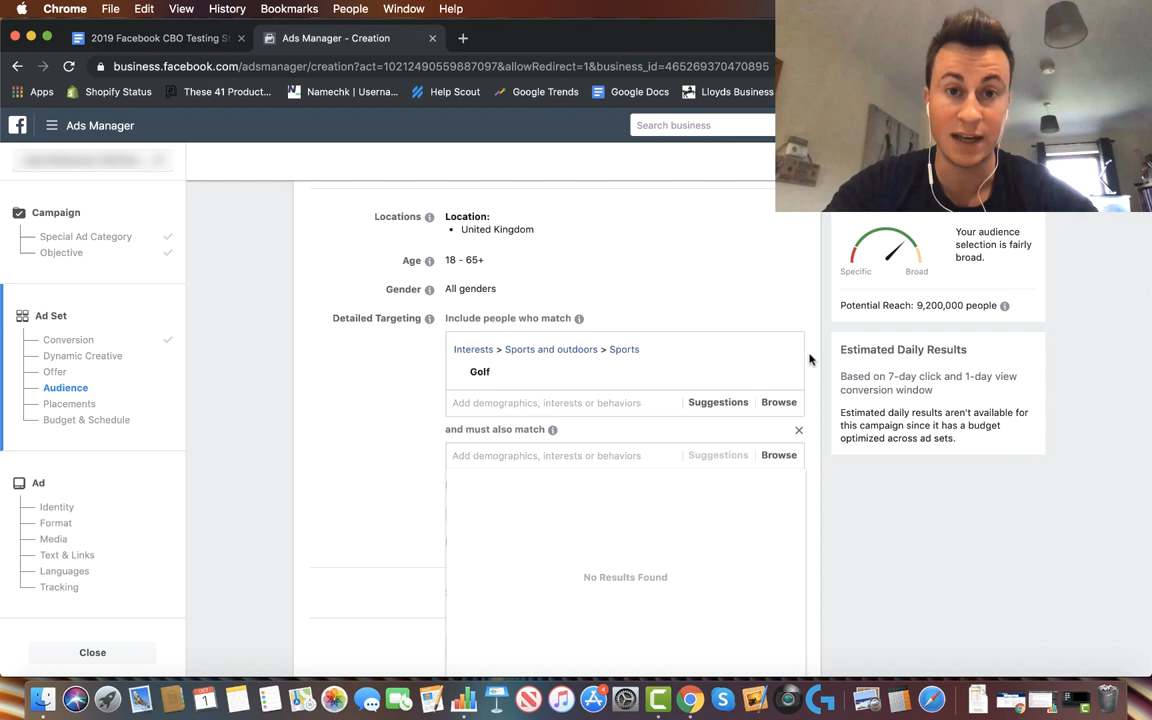 Chrome File Edit View History Bookmarks People Window Help
2019 Facebook CBO Testing S
Ads Manager - Creation
business.facebook.com/adsmanager/creation?act=10212490559887097&allowRedirect=1&business_id=465269370470895
Apps Shopify Status These 41 Product... Namechk | Userna... Help Scout Google Trends Google Docs Lloyds Business
Ads Manager
Search business
Campaign
Special Ad Category
Objective
Ad Set
Conversion
Dynamic Creative
Offer
Audience
Placements
Budget & Schedule
Ad
Identity
Format
Media
Text & Links
Languages
Tracking
Close
Locations
Location:
• United Kingdom
Age
18 - 65+
Gender
All genders
Detailed Targeting
Include people who match
Interests > Sports and outdoors > Sports
Golf
Add demographics, interests or behaviors Suggestions Browse
and must also match
Add demographics, interests or behaviors Suggestions Browse
No Results Found
Specific Broad
Your audience
selection is fairly
broad.
Potential Reach: 9,200,000 people
Estimated Daily Results
Based on 7-day click and 1-day view
conversion window
Estimated daily results aren't available for
this campaign since it has a budget
optimized across ad sets.